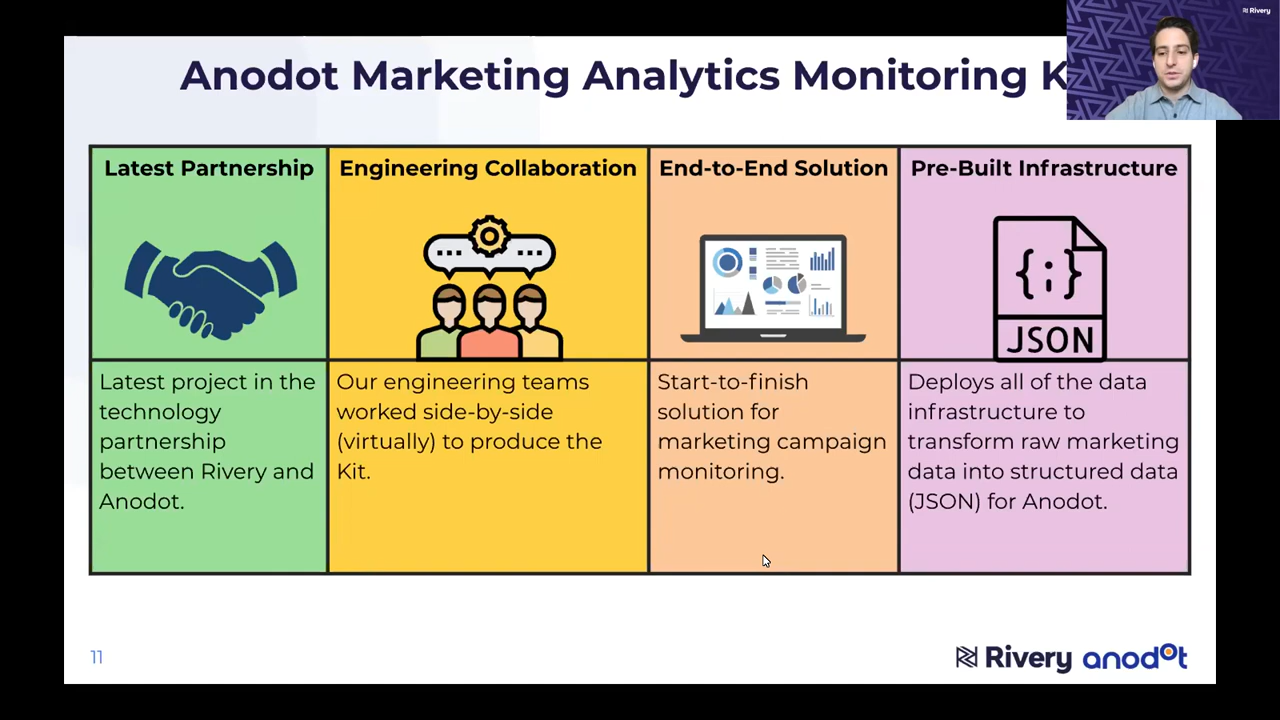 Rivery
Anodot Marketing Analytics Monitoring K
Latest Partnership
Engineering Collaboration
End-to-End Solution
Pre-Built Infrastructure
{;}
JSON
Latest project in the
technology
partnership
between Rivery and
Anodot.
Our engineering teams
worked side-by-side
(virtually) to produce the
Kit.
Start-to-finish
solution for
marketing campaign
monitoring.
Deploys all of the data
infrastructure to
transform raw marketing
data into structured data
(JSON) for Anodot.
11
Rivery anodot